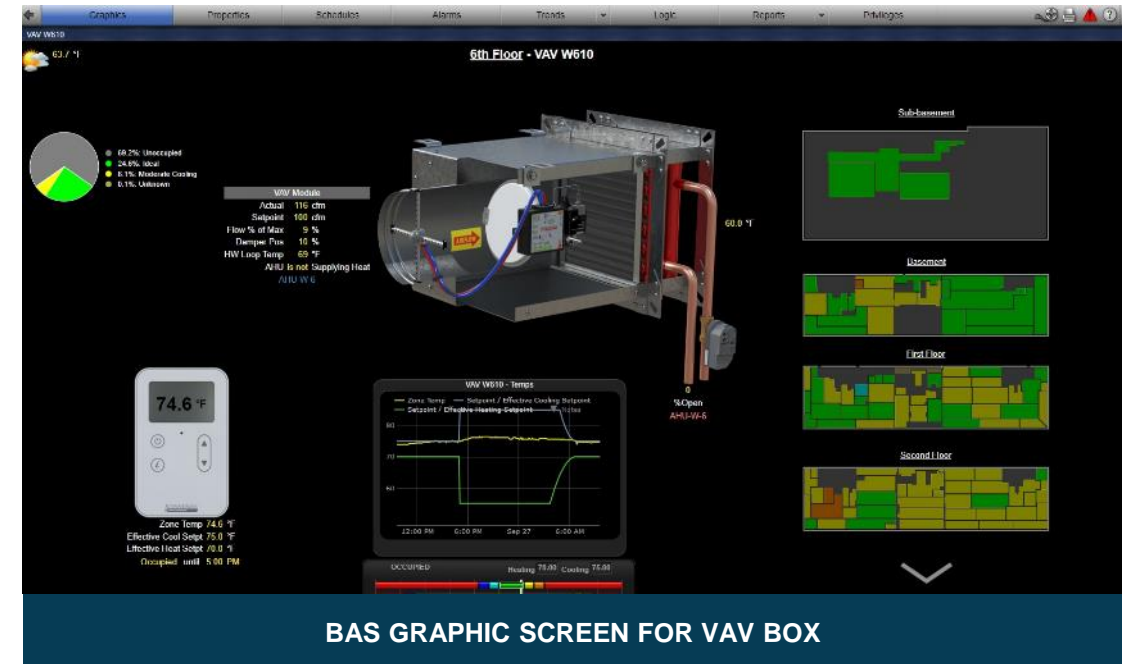 Graphics Properties Schedules Alarms Trends Logic Reports Privileges
VAV W610
63.7 °F
6th Floor - VAV W610
69.2%: Unoccupied
24.6%: Ideal
6.1%: Moderate Cooling
0.1%: Unknown
VAV Module
Actual 116 cfm
Setpoint 100 cfm
Flow % of Max 9 %
Damper Pos 10 %
HW Loop Temp 69 °F
AHU is not Supplying Heat
AHU-W-6
60.0 °F
0
%Open
AHU-W-6
Sub-basement
Basement
First Floor
Second Floor
74.6 °F
Zone Temp 74.6 °F
Effective Cool Setpt 75.0 °F
Effective Heat Setpt 70.0 °F
Occupied until 5:00 PM
VAV W610 - Temps
Zone Temp Setpoint / Effective Cooling Setpoint
Setpoint / Effective Heating Setpoint Notes
80
70
60
12:00 PM 6:00 PM Sep 27 6:00 AM
OCCUPIED Heating 70.00 Cooling 75.00
BAS GRAPHIC SCREEN FOR VAV BOX